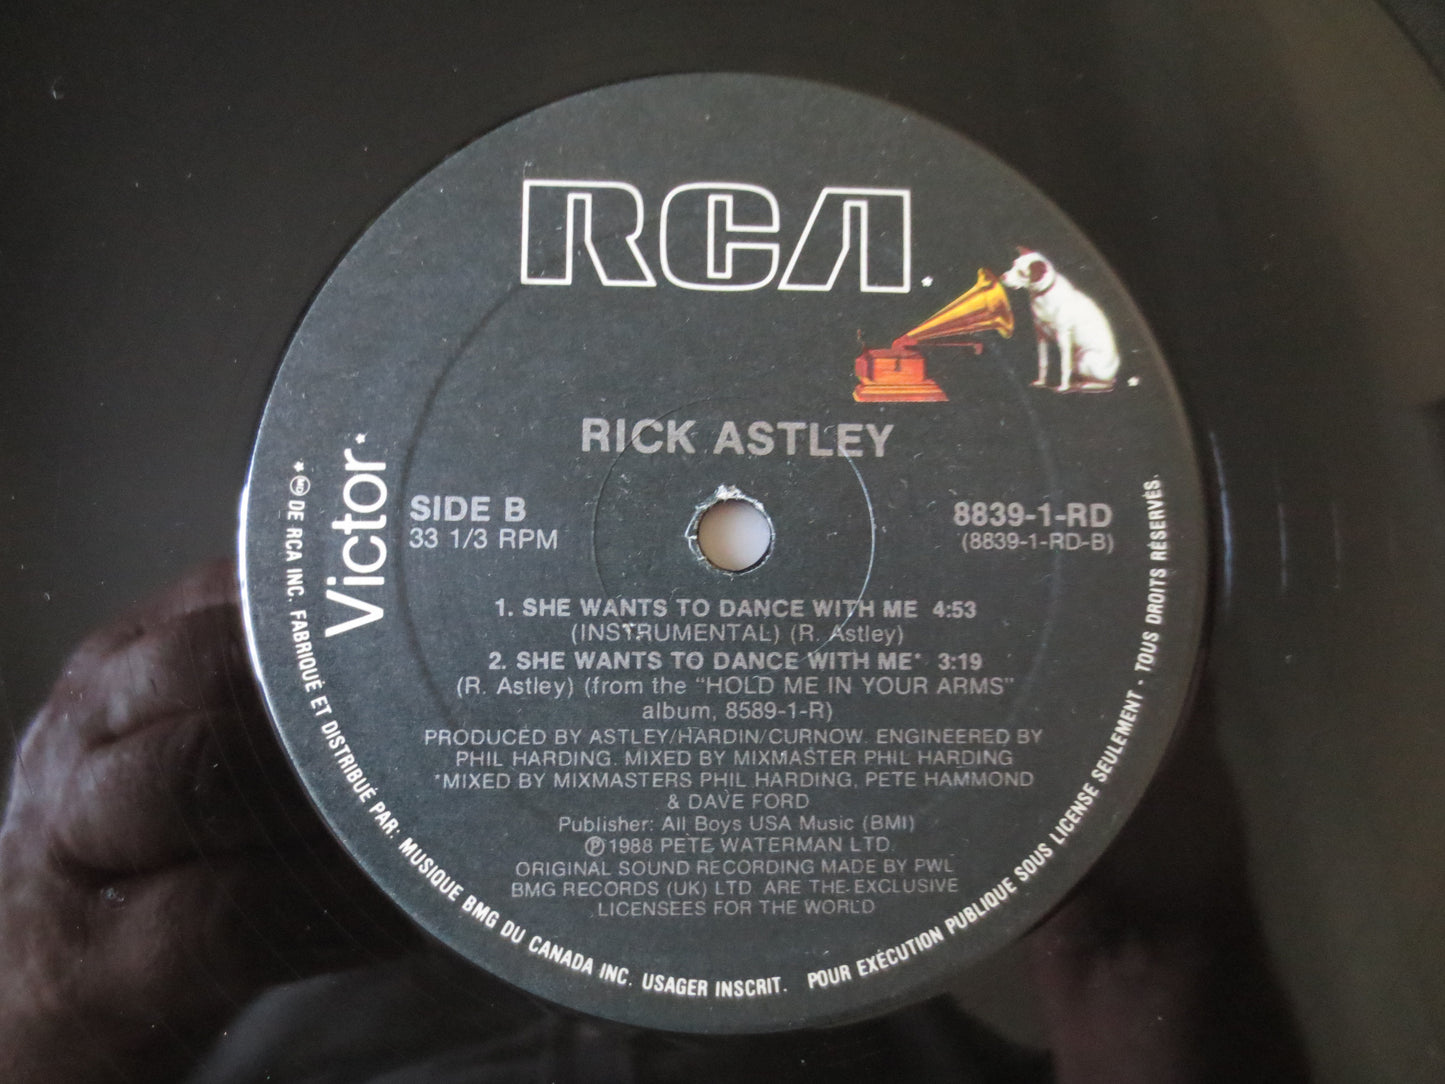 RCA
Victor
RICK ASTLEY
SIDE B
33 1/3 RPM
8839-1-RD
(8839-1-RD-B)
1. SHE WANTS TO DANCE WITH ME 4:53
(INSTRUMENTAL) (R. Astley)
2. SHE WANTS TO DANCE WITH ME* 3:19
(R. Astley) (from the "HOLD ME IN YOUR ARMS"
album, 8589-1-R)
PRODUCED BY ASTLEY/HARDIN/CURNOW. ENGINEERED BY
PHIL HARDING. MIXED BY MIXMASTER PHIL HARDING
*MIXED BY MIXMASTERS PHIL HARDING, PETE HAMMOND
& DAVE FORD
Publisher: All Boys USA Music (BMI)
℗1988 PETE WATERMAN LTD.
ORIGINAL SOUND RECORDING MADE BY PWL
BMG RECORDS (UK) LTD. ARE THE EXCLUSIVE
LICENSEES FOR THE WORLD
* MD DE RCA INC. FABRIQUÉ ET DISTRIBUÉ PAR: MUSIQUE BMG DU CANADA INC. USAGER INSCRIT. POUR EXÉCUTION PUBLIQUE SOUS LICENSE SEULEMENT - TOUS DROITS RÉSERVÉS.